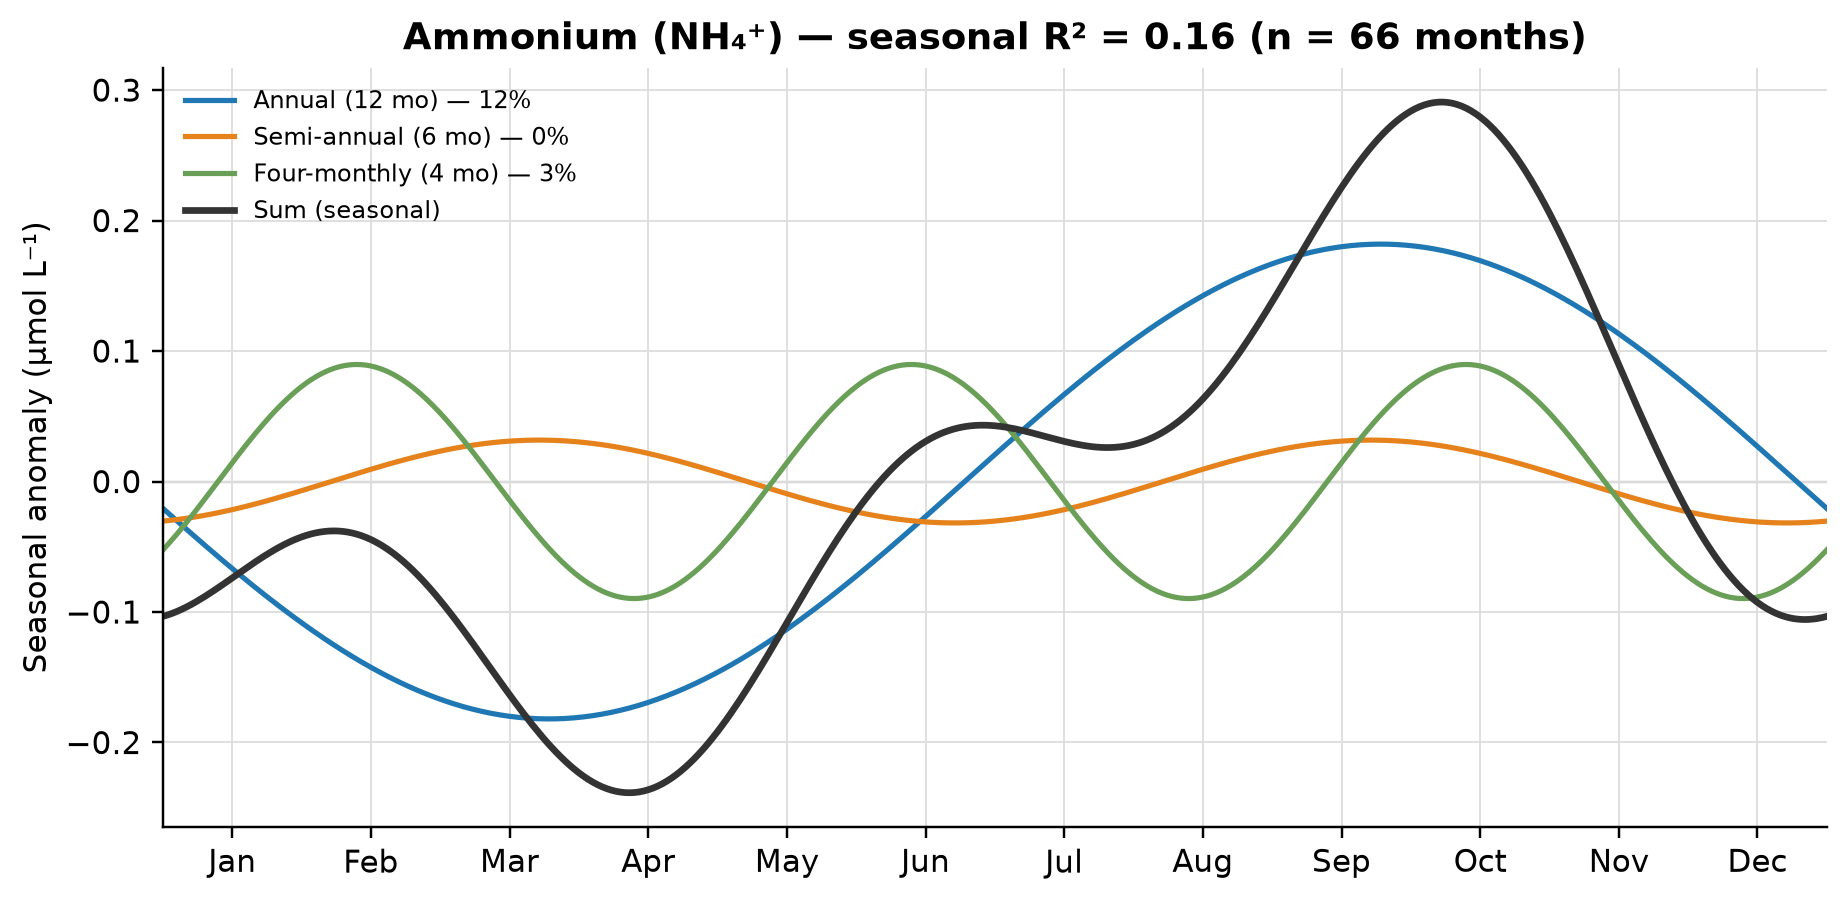 Ammonium (NH₄⁺) — seasonal R² = 0.16 (n = 66 months)
Annual (12 mo) — 12%
Semi-annual (6 mo) — 0%
Four-monthly (4 mo) — 3%
Sum (seasonal)
Seasonal anomaly (µmol L⁻¹)
0.3
0.2
0.1
0.0
−0.1
−0.2
Jan Feb Mar Apr May Jun Jul Aug Sep Oct Nov Dec